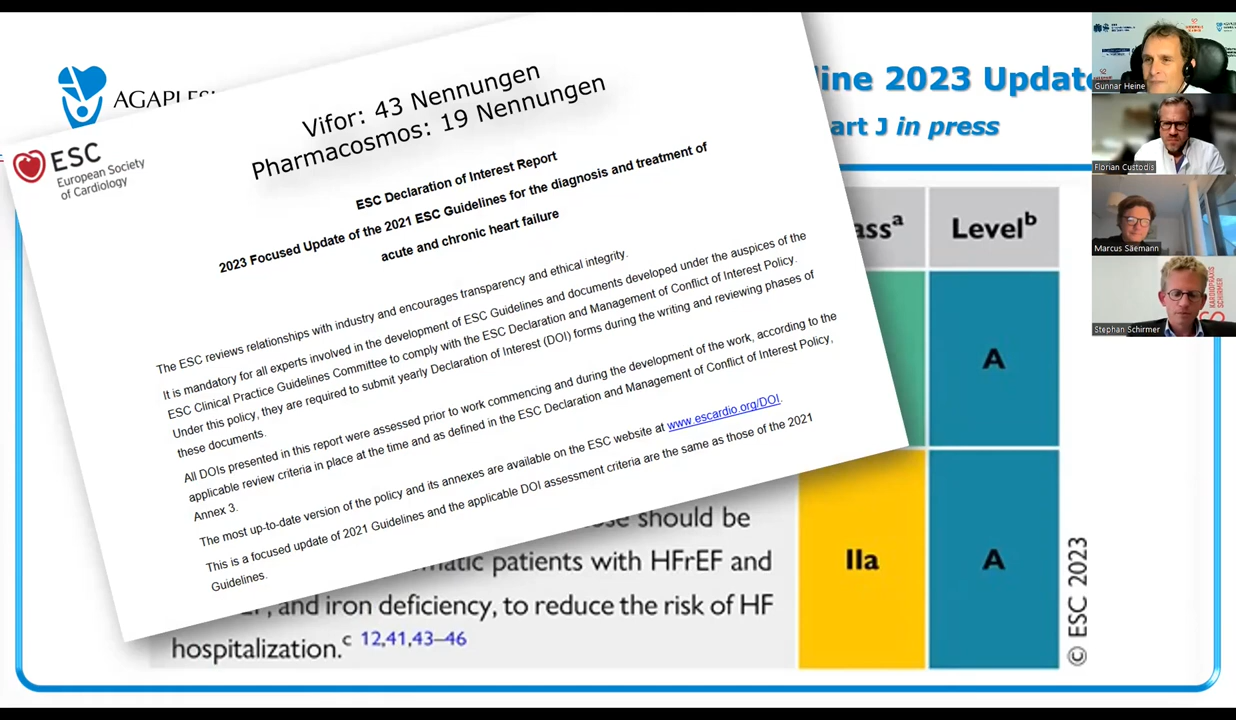 AGAPLES
line 2023 Update
art J in press
ESC
European Society
of Cardiology
Vifor: 43 Nennungen
Pharmacosmos: 19 Nennungen
ESC Declaration of Interest Report
2023 Focused Update of the 2021 ESC Guidelines for the diagnosis and treatment of
acute and chronic heart failure
The ESC reviews relationships with industry and encourages transparency and ethical integrity.
It is mandatory for all experts involved in the development of ESC Guidelines and documents developed under the auspices of the
ESC Clinical Practice Guidelines Committee to comply with the ESC Declaration and Management of Conflict of Interest Policy.
Under this policy, they are required to submit yearly Declaration of Interest (DOI) forms during the writing and reviewing phases of
these documents.
All DOIs presented in this report were assessed prior to work commencing and during the development of the work, according to the
applicable review criteria in place at the time and as defined in the ESC Declaration and Management of Conflict of Interest Policy,
Annex 3.
The most up-to-date version of the policy and its annexes are available on the ESC website at www.escardio.org/DOI.
This is a focused update of 2021 Guidelines and the applicable DOI assessment criteria are the same as those of the 2021
Guidelines.
assᵃ
Levelᵇ
A
should be
patients with HFrEF and
, and iron deficiency, to reduce the risk of HF
hospitalization.ᶜ 12,41,43–46
IIa
A
© ESC 2023
Gunnar Heine
Florian Custodis
Marcus Säemann
Stephan Schirmer
KARDIOPRAXIS
SCHIRMER